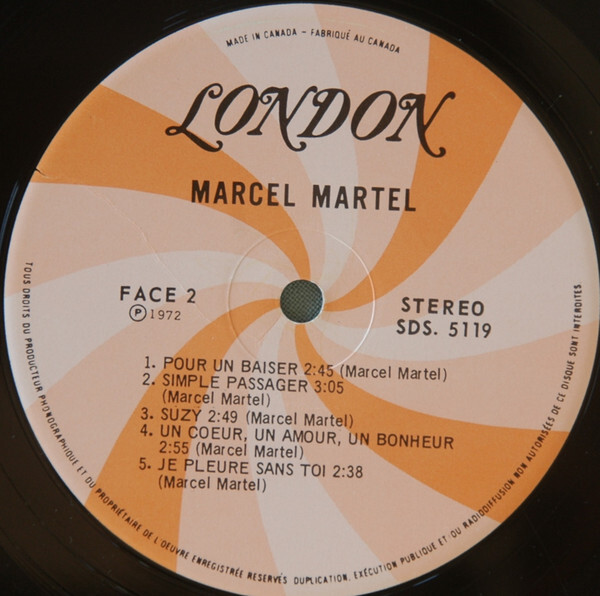 MADE IN CANADA - FABRIQUÉ AU CANADA
LONDON
MARCEL MARTEL
FACE 2
Ⓟ 1972
STEREO
SDS. 5119
1. POUR UN BAISER 2:45 (Marcel Martel)
2. SIMPLE PASSAGER 3:05
(Marcel Martel)
3. SUZY 2:49 (Marcel Martel)
4. UN COEUR, UN AMOUR, UN BONHEUR
2:55 (Marcel Martel)
5. JE PLEURE SANS TOI 2:38
(Marcel Martel)
TOUS DROITS DU PRODUCTEUR PHONOGRAPHIQUE ET DU PROPRIÉTAIRE DE L'OEUVRE ENREGISTRÉE RESERVÉS DUPLICATION, EXÉCUTION PUBLIQUE ET/OU RADIODIFFUSION NON AUTORISÉES DE CE DISQUE SONT INTERDITES.